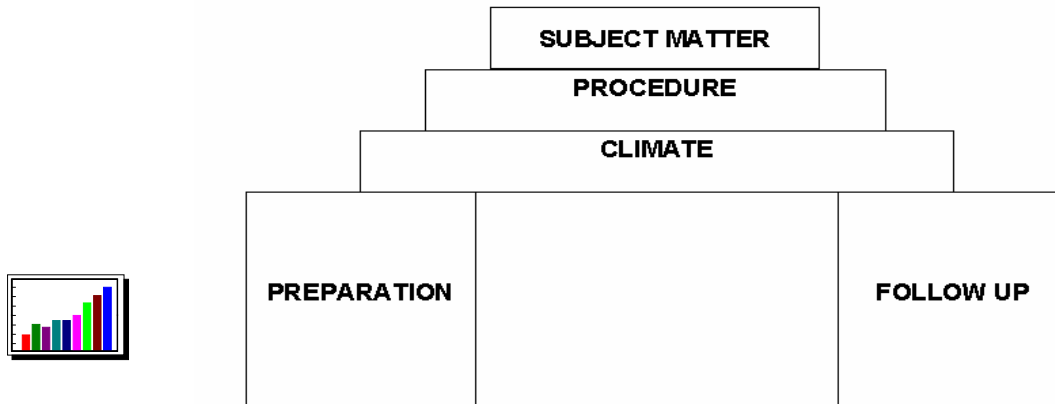 SUBJECT MATTER
PROCEDURE
CLIMATE
PREPARATION
FOLLOW UP